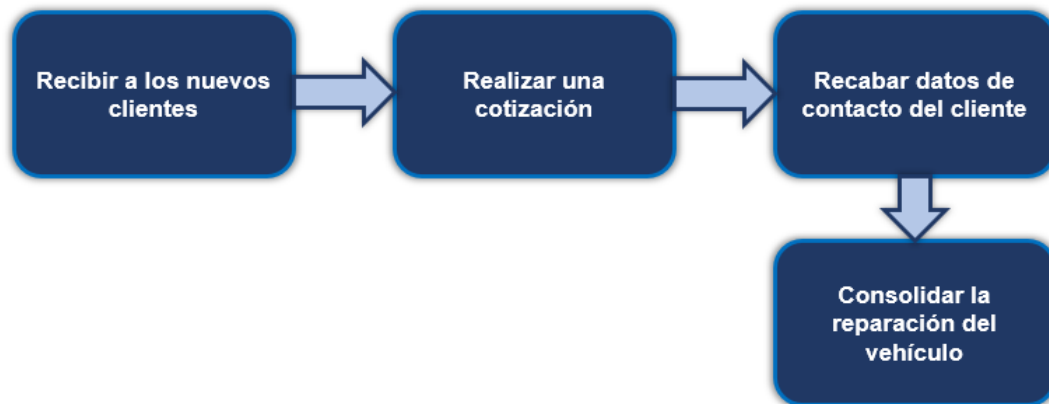 Recibir a los nuevos
clientes
Realizar una
cotización
Recabar datos de
contacto del cliente
Consolidar la
reparación del
vehículo